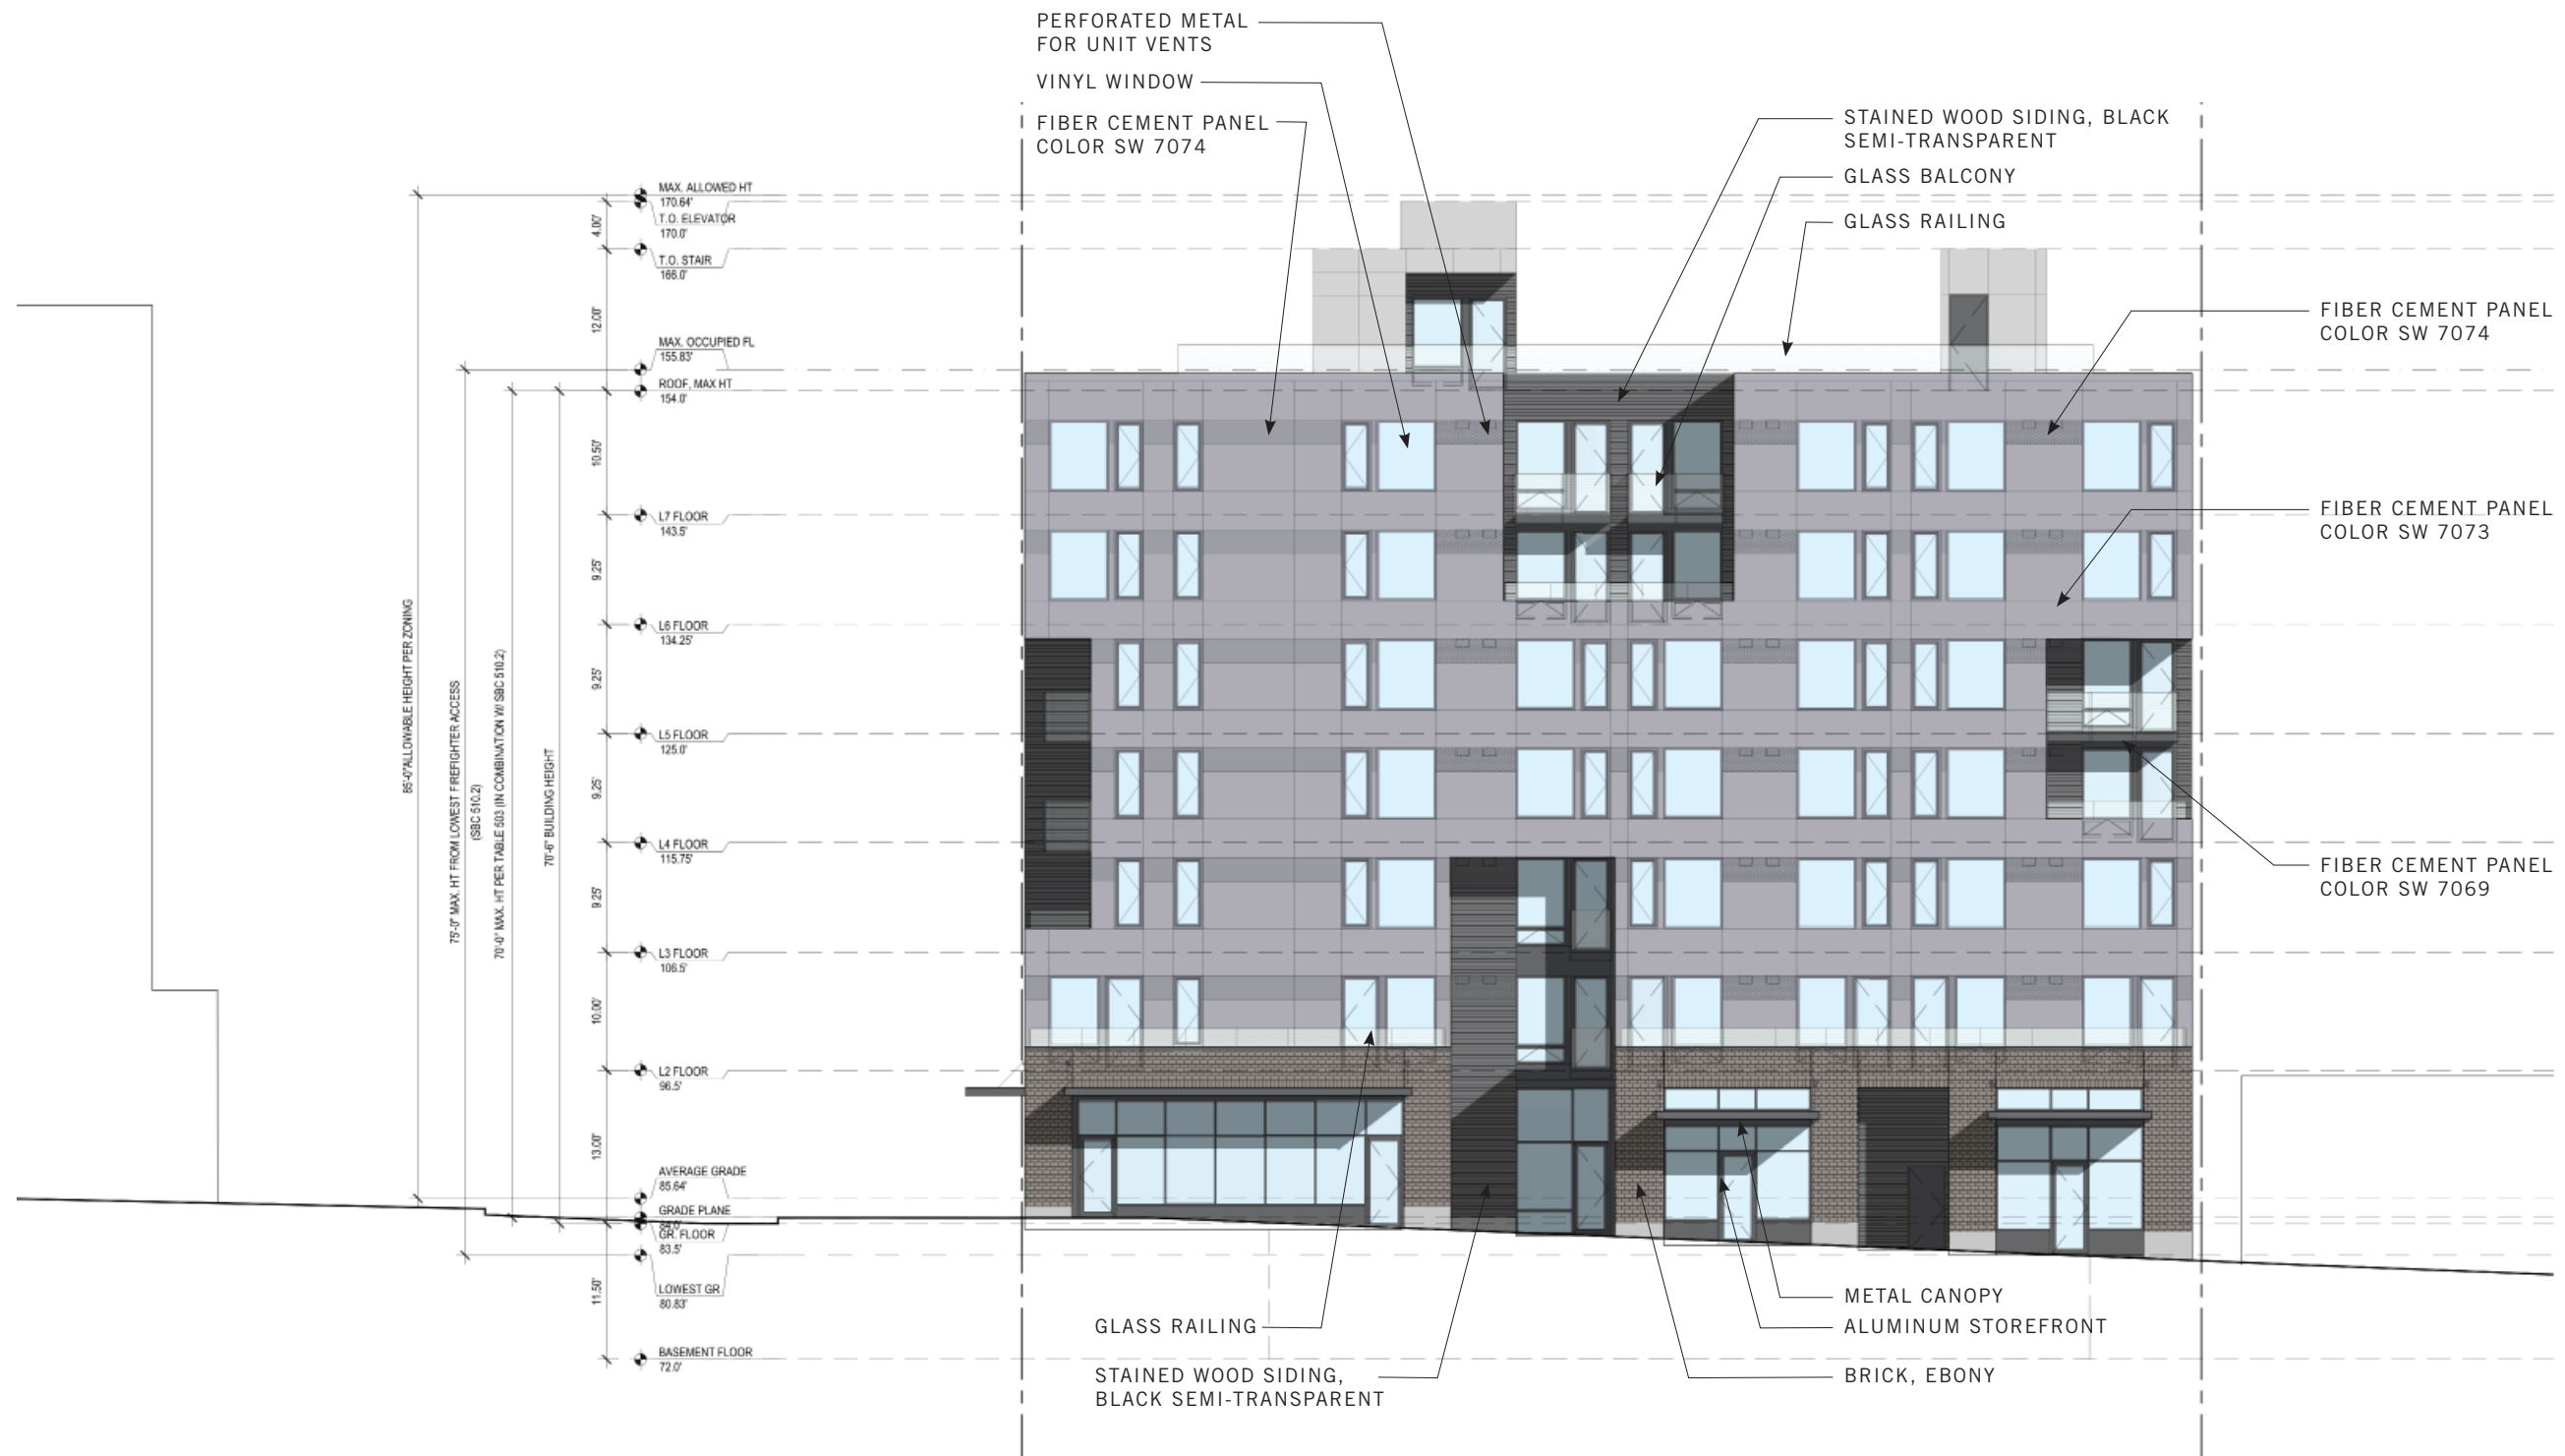 PERFORATED METAL
FOR UNIT VENTS
VINYL WINDOW
FIBER CEMENT PANEL
COLOR SW 7074
STAINED WOOD SIDING, BLACK
SEMI-TRANSPARENT
GLASS BALCONY
GLASS RAILING
FIBER CEMENT PANEL
COLOR SW 7074
FIBER CEMENT PANEL
COLOR SW 7073
FIBER CEMENT PANEL
COLOR SW 7069
MAX. ALLOWED HT
170.64'
T.O. ELEVATOR
170.0'
T.O. STAIR
166.0'
MAX. OCCUPIED FL
155.83'
ROOF, MAX HT
154.0'
L7 FLOOR
143.5'
L6 FLOOR
134.25'
L5 FLOOR
125.0'
L4 FLOOR
115.75'
L3 FLOOR
106.5'
L2 FLOOR
96.5'
AVERAGE GRADE
85.64'
GRADE PLANE
84.0'
GR. FLOOR
83.5'
LOWEST GR
80.83'
BASEMENT FLOOR
72.0'
4.00'
12.00'
10.50'
9.25'
9.25'
9.25'
9.25'
10.00'
13.00'
11.50'
85'-0" ALLOWABLE HEIGHT PER ZONING
75'-0" MAX. HT FROM LOWEST FIREFIGHTER ACCESS
(SBC 510.2)
70'-0" MAX. HT PER TABLE 503 (IN COMBINATION W/ SBC 510.2)
70'-6" BUILDING HEIGHT
GLASS RAILING
STAINED WOOD SIDING,
BLACK SEMI-TRANSPARENT
METAL CANOPY
ALUMINUM STOREFRONT
BRICK, EBONY